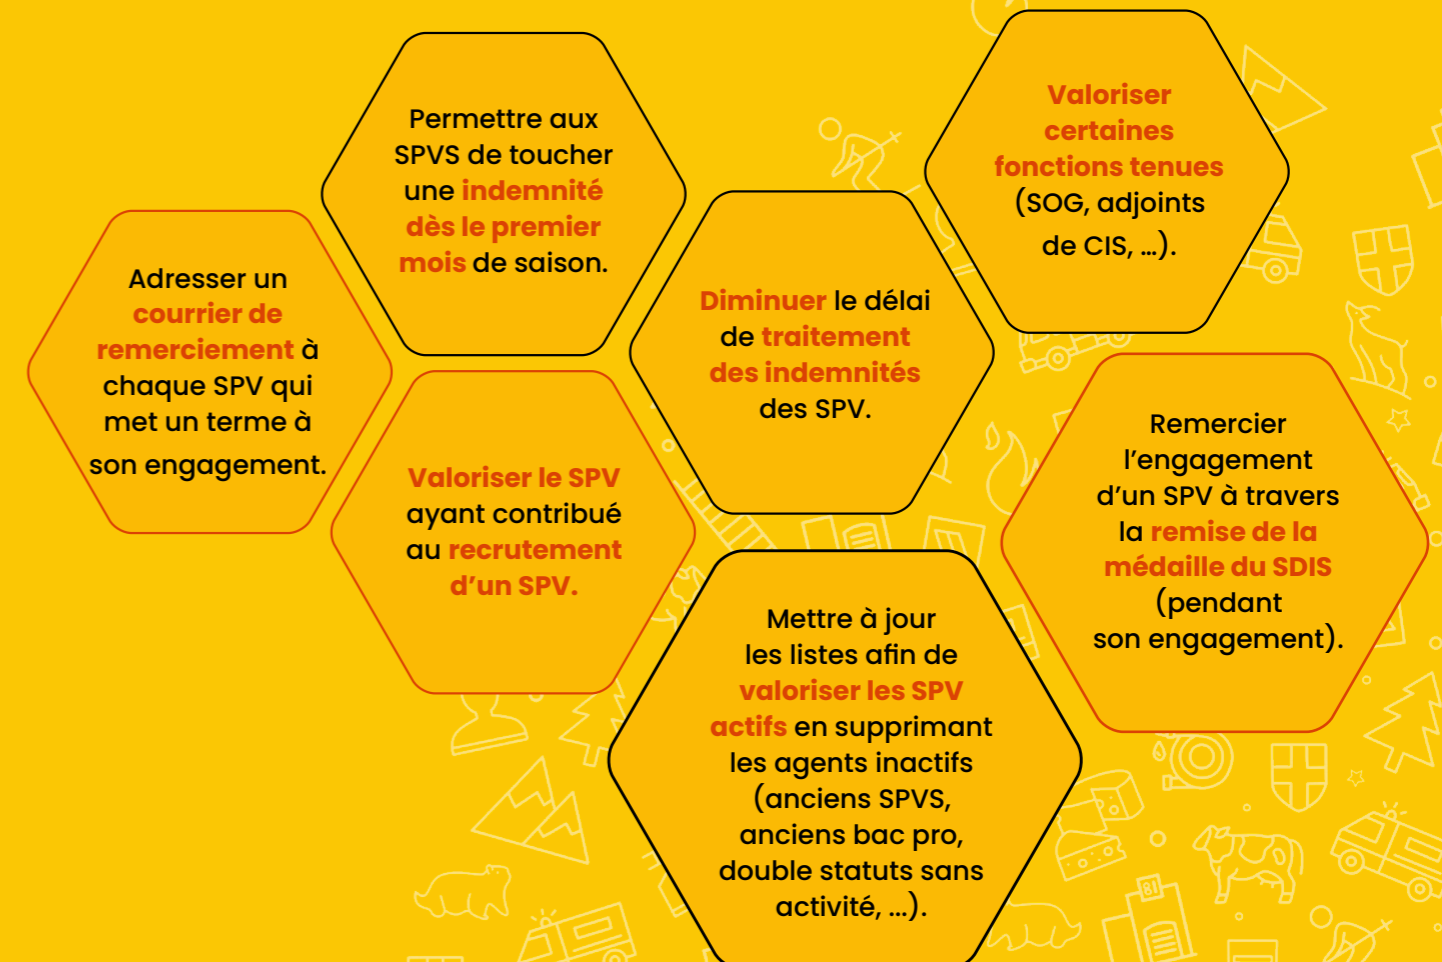 Adresser un
courrier de
remerciement à
chaque SPV qui
met un terme à
son engagement.
Permettre aux
SPVS de toucher
une indemnité
dès le premier
mois de saison.
Valoriser le SPV
ayant contribué
au recrutement
d’un SPV.
Diminuer le délai
de traitement
des indemnités
des SPV.
Valoriser
certaines
fonctions tenues
(SOG, adjoints
de CIS, ...).
Mettre à jour
les listes afin de
valoriser les SPV
actifs en supprimant
les agents inactifs
(anciens SPVS,
anciens bac pro,
double statuts sans
activité, ...).
Remercier
l’engagement
d’un SPV à travers
la remise de la
médaille du SDIS
(pendant
son engagement).
81